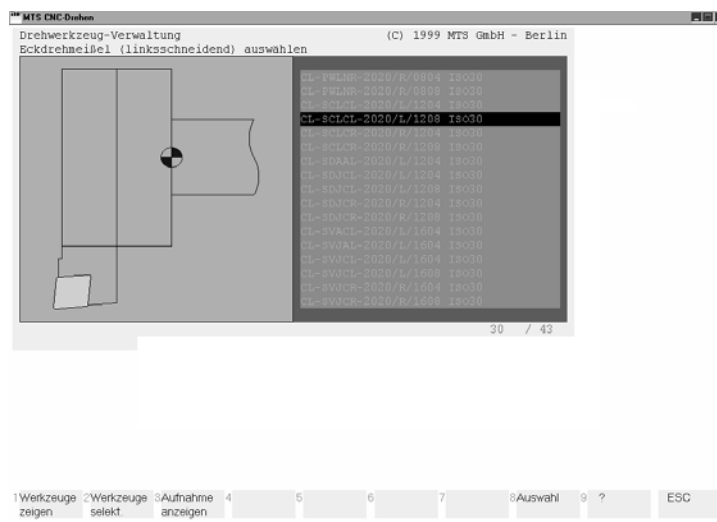 MTS CNC-Drehen
Drehwerkzeug-Verwaltung (C) 1999 MTS GmbH - Berlin
Eckdrehmeißel (linksschneidend) auswählen
CL-PWLNR-2020/R/0804 ISO30
CL-PWLNR-2020/R/0808 ISO30
CL-SCLCL-2020/L/1204 ISO30
CL-SCLCL-2020/L/1208 ISO30
CL-SCLCR-2020/R/1204 ISO30
CL-SCLCR-2020/R/1208 ISO30
CL-SDAAL-2020/L/1204 ISO30
CL-SDJCL-2020/L/1204 ISO30
CL-SDJCL-2020/L/1208 ISO30
CL-SDJCR-2020/R/1204 ISO30
CL-SDJCR-2020/R/1208 ISO30
CL-SVACL-2020/L/1604 ISO30
CL-SVJAL-2020/L/1604 ISO30
CL-SVJCL-2020/L/1604 ISO30
CL-SVJCL-2020/L/1608 ISO30
CL-SVJCR-2020/R/1604 ISO30
CL-SVJCR-2020/R/1608 ISO30
30 / 43
1 Werkzeuge zeigen
2 Werkzeuge selekt.
3 Aufnahme anzeigen
4
5
6
7
8 Auswahl
9 ?
ESC